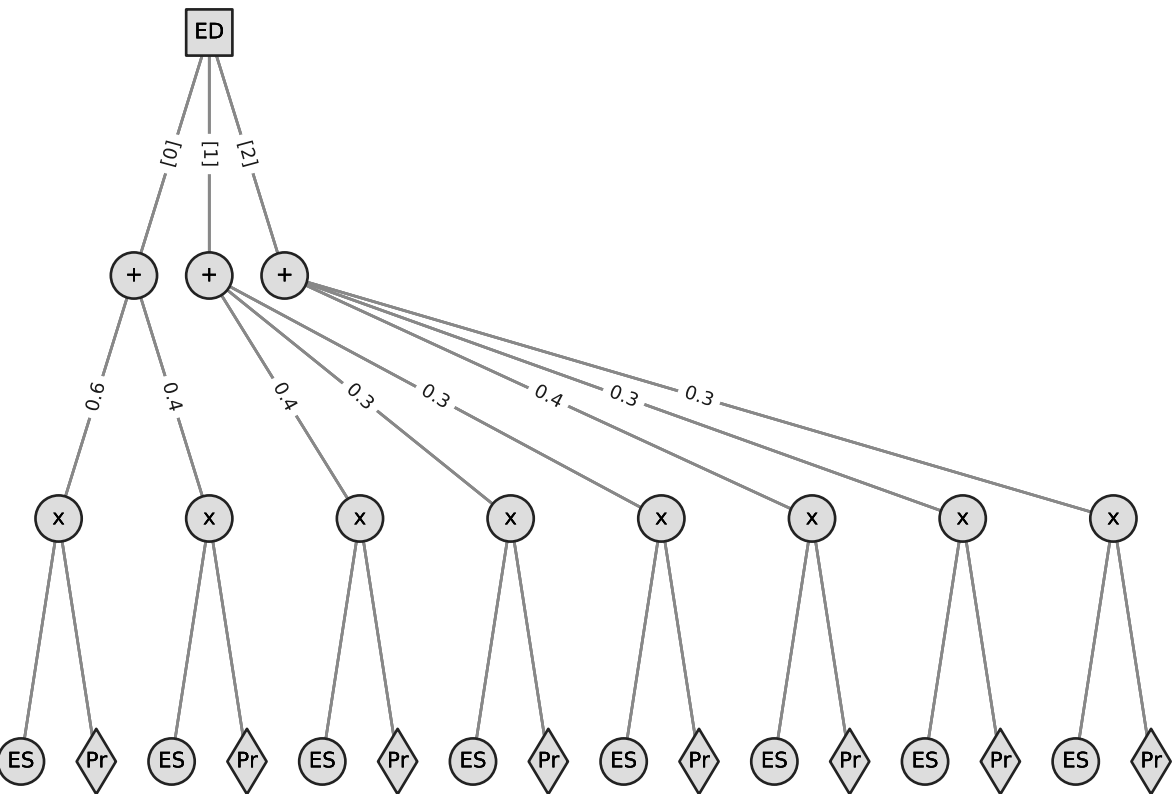 ED
[0] [1] [2]
+ + +
0.6 0.4 0.4 0.3 0.3 0.4 0.3 0.3
x x x x x x x x
ES Pr ES Pr ES Pr ES Pr ES Pr ES Pr ES Pr ES Pr